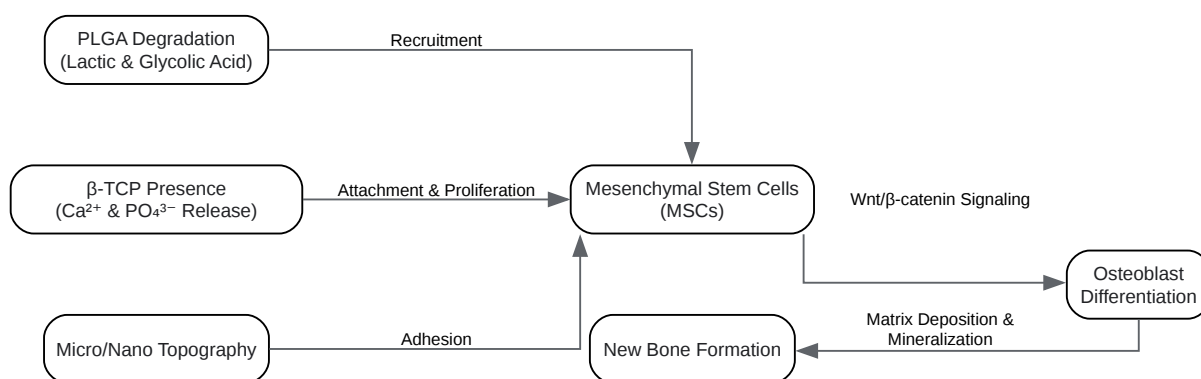 PLGA Degradation
(Lactic & Glycolic Acid)
Recruitment
β-TCP Presence
(Ca²⁺ & PO₄³⁻ Release)
Attachment & Proliferation
Mesenchymal Stem Cells
(MSCs)
Wnt/β-catenin Signaling
Osteoblast
Differentiation
Micro/Nano Topography
Adhesion
New Bone Formation
Matrix Deposition &
Mineralization